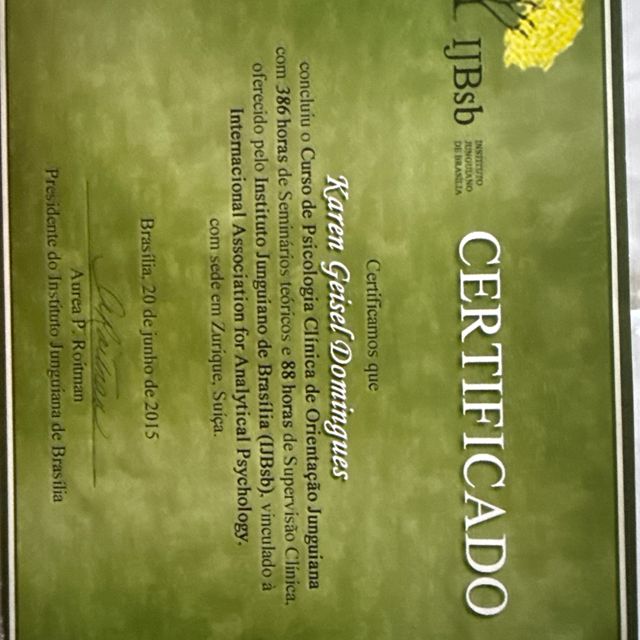 IJBsb
INSTITUTO
JUNGUIANO
DE BRASÍLIA
CERTIFICADO
Certificamos que
Karen Geisel Domingues
concluiu o Curso de Psicologia Clínica de Orientação Junguiana
com 386 horas de Seminários teóricos e 88 horas de Supervisão Clínica,
oferecido pelo Instituto Junguiano de Brasília (IJBsb), vinculado à
Internacional Association for Analytical Psychology,
com sede em Zurique, Suiça.
Brasília, 20 de junho de 2015
Aurea P. Roitman
Presidente do Instituto Junguiana de Brasília